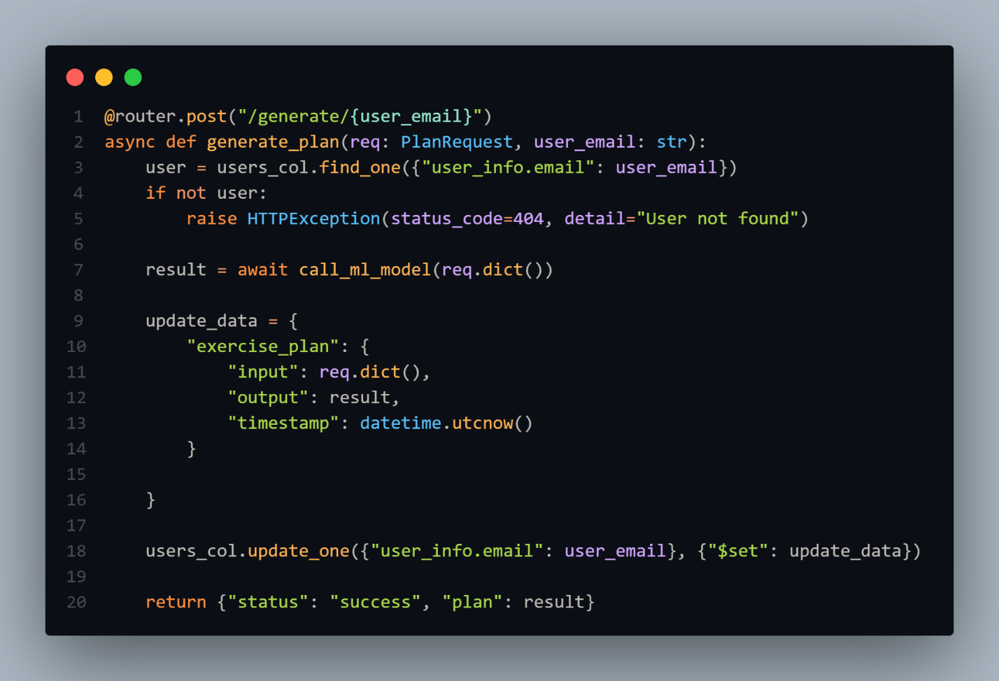 1 @router.post("/generate/{user_email}")
2 async def generate_plan(req: PlanRequest, user_email: str):
3     user = users_col.find_one({"user_info.email": user_email})
4     if not user:
5         raise HTTPException(status_code=404, detail="User not found")
6
7     result = await call_ml_model(req.dict())
8
9     update_data = {
10         "exercise_plan": {
11             "input": req.dict(),
12             "output": result,
13             "timestamp": datetime.utcnow()
14         }
15
16     }
17
18     users_col.update_one({"user_info.email": user_email}, {"$set": update_data})
19
20     return {"status": "success", "plan": result}